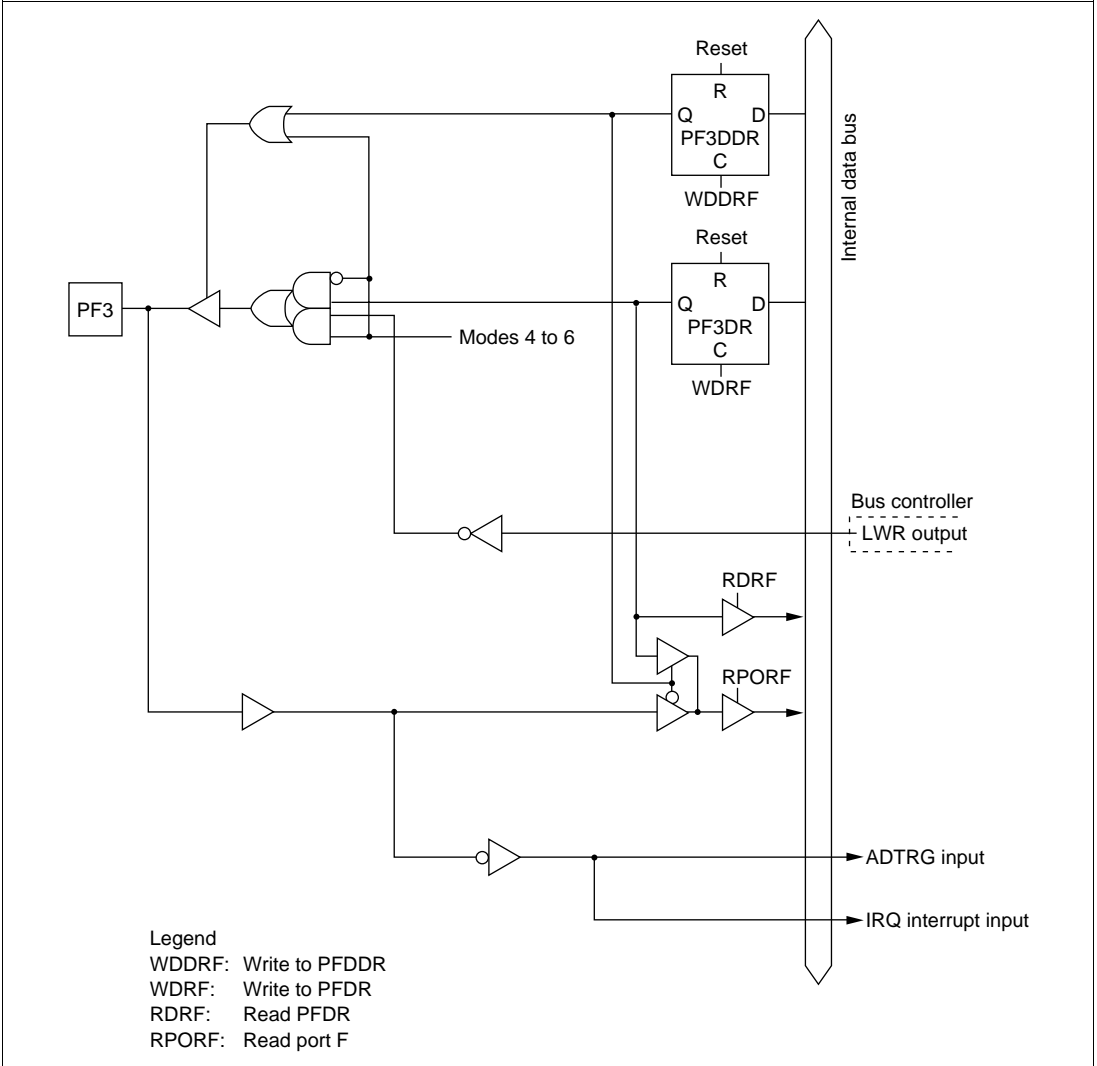 Reset
R
Q D
PF3DDR
C
WDDRF
Internal data bus
Reset
R
Q D
PF3DR
C
WDRF
PF3
Modes 4 to 6
Bus controller
LWR output
RDRF
RPORF
ADTRG input
IRQ interrupt input
Legend
WDDRF: Write to PFDDR
WDRF: Write to PFDR
RDRF: Read PFDR
RPORF: Read port F